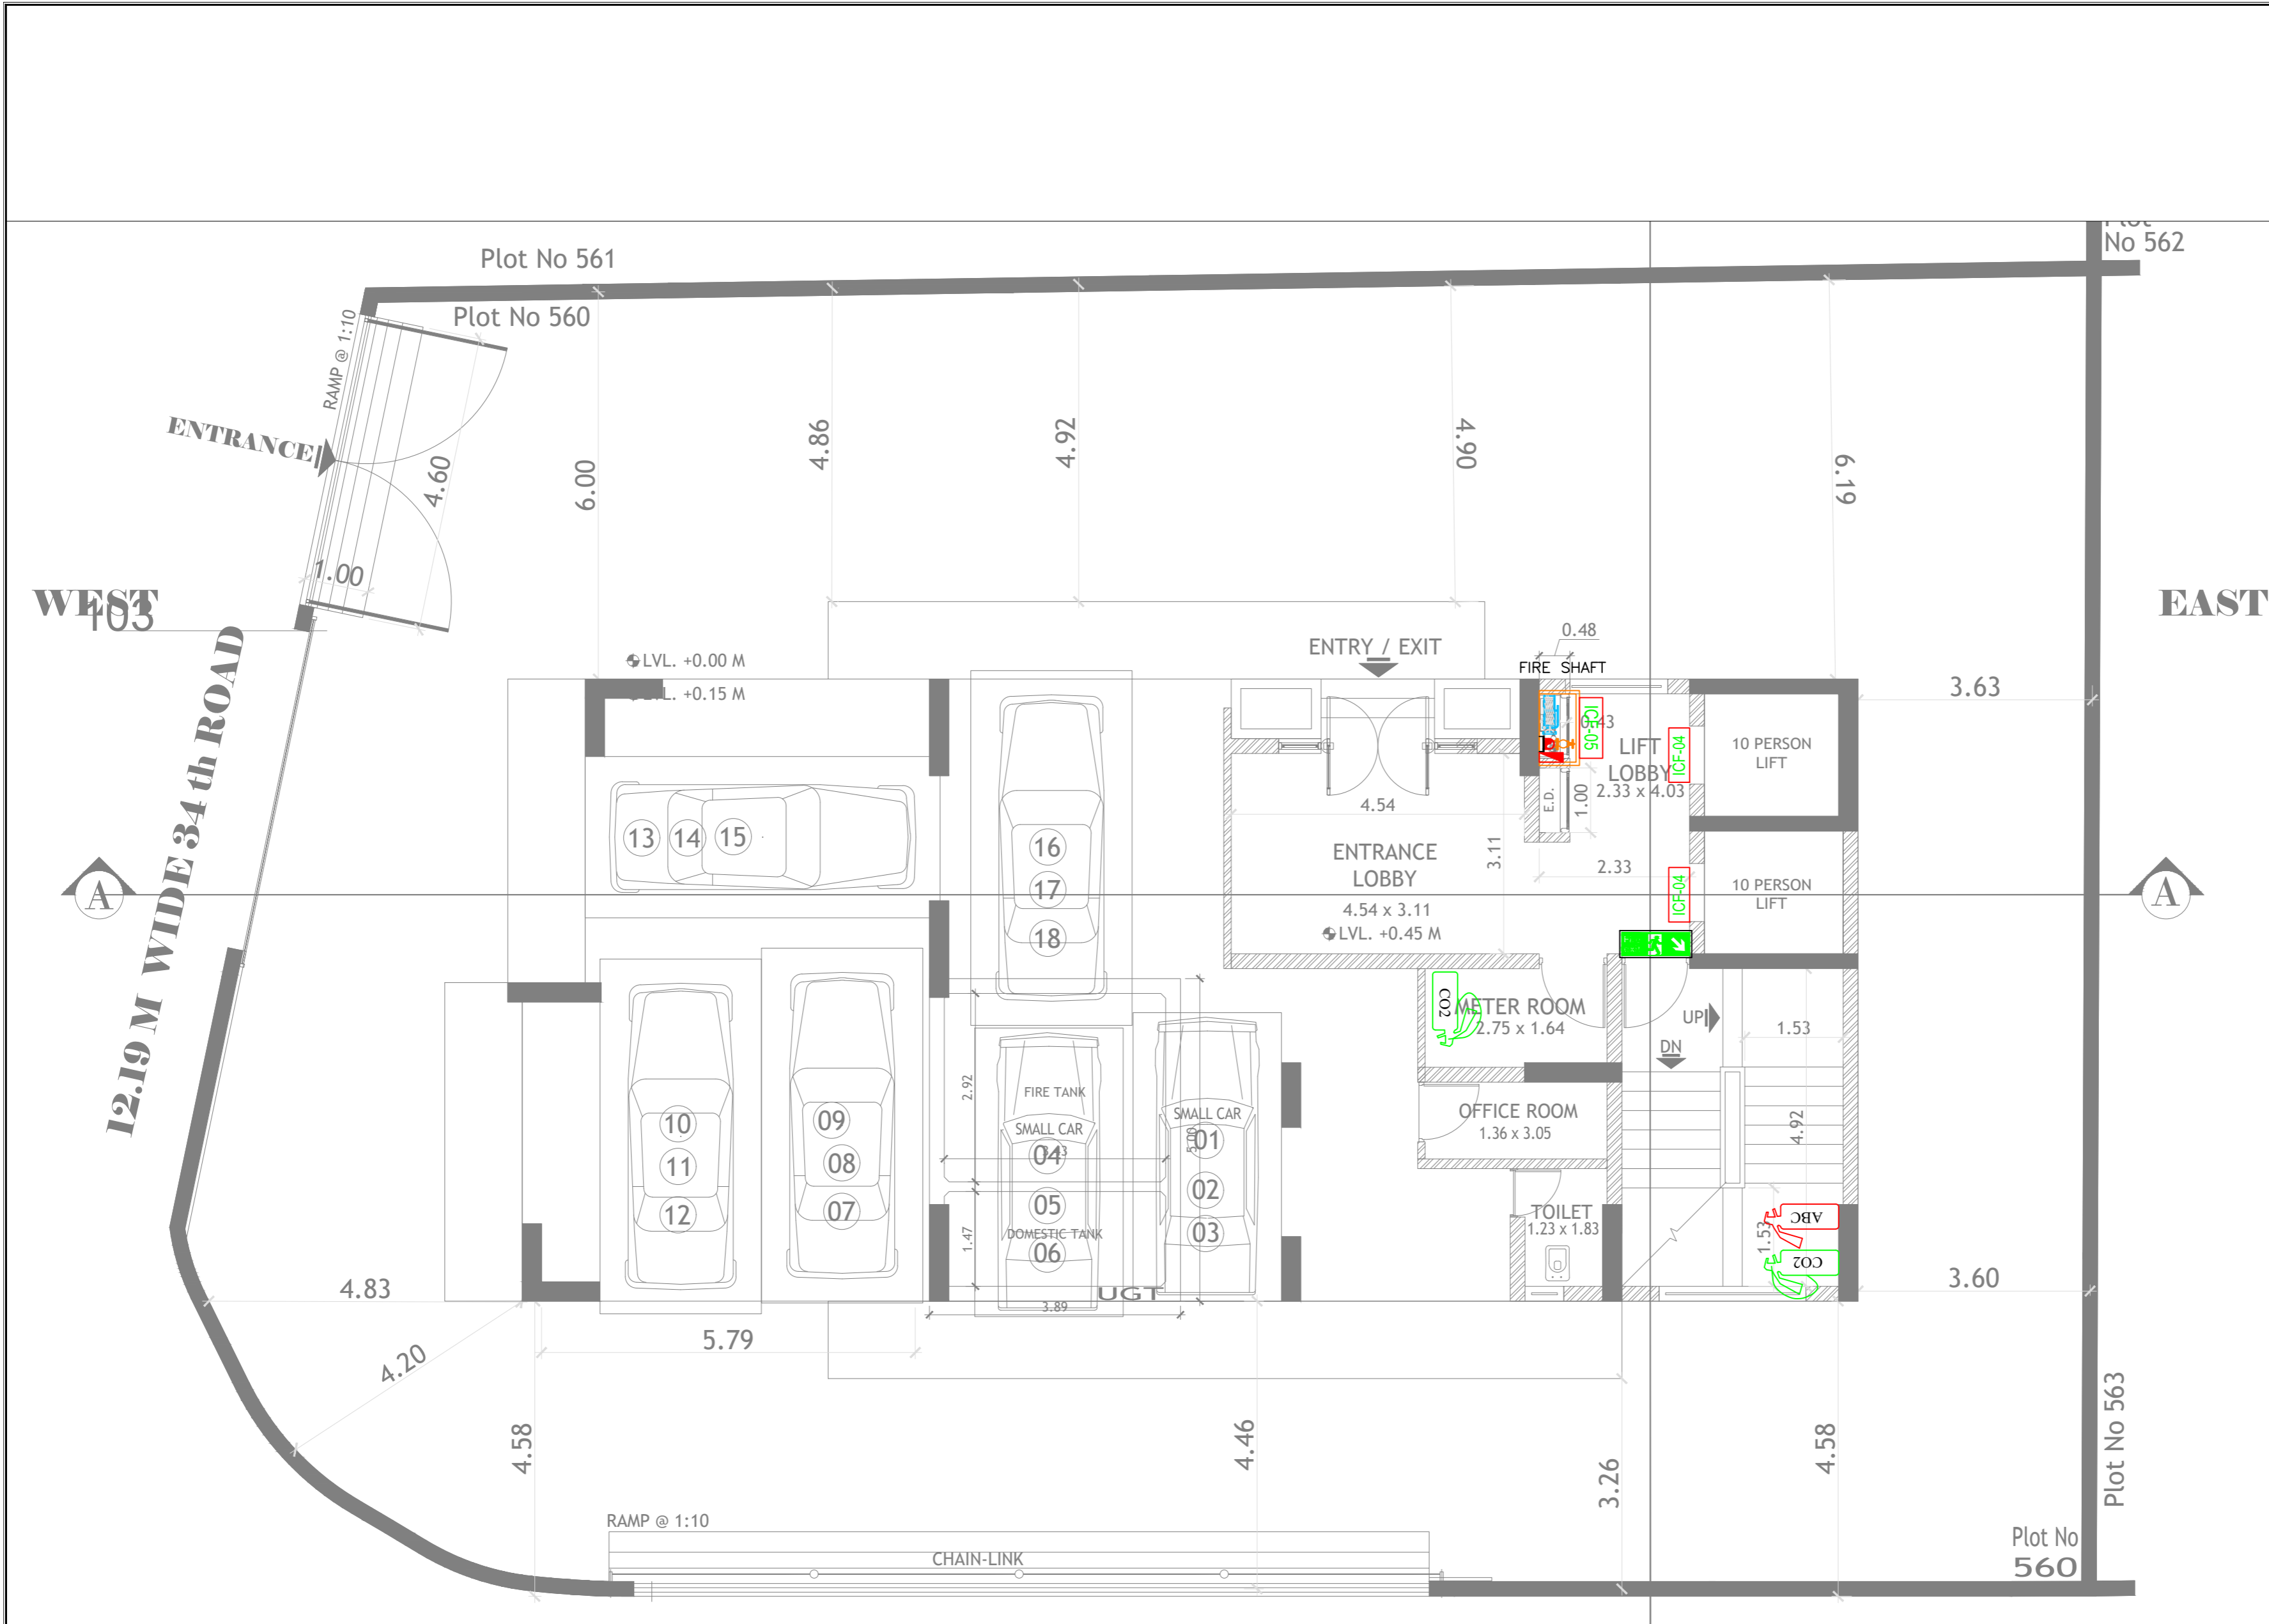 No 562
Plot No 561
Plot No 560
RAMP @ 1:10
ENTRANCE
4.60
1.00
6.00
4.86
4.92
4.90
6.19
WEST
103
EAST
12.19 M WIDE 34th ROAD
LVL. +0.00 M
LVL. +0.15 M
ENTRY / EXIT
0.48
FIRE SHAFT
3.63
ICF-05
0.43
LIFT
LOBBY
2.33 x 4.03
ICF-04
10 PERSON
LIFT
E.D.
1.00
4.54
3.11
13
14
15
16
17
18
ENTRANCE
LOBBY
4.54 x 3.11
LVL. +0.45 M
2.33
ICF-04
10 PERSON
LIFT
A
A
CO2
METER ROOM
2.75 x 1.64
UP
DN
1.53
4.92
2.92
FIRE TANK
SMALL CAR
04
3.43
05
DOMESTIC TANK
06
1.47
SMALL CAR
01
5.00
02
03
10
11
12
09
08
07
OFFICE ROOM
1.36 x 3.05
TOILET
1.23 x 1.83
ABC
1.53
CO2
UGT
3.89
4.83
3.60
4.20
5.79
4.58
4.46
3.26
4.58
Plot No 563
RAMP @ 1:10
CHAIN-LINK
Plot No
560